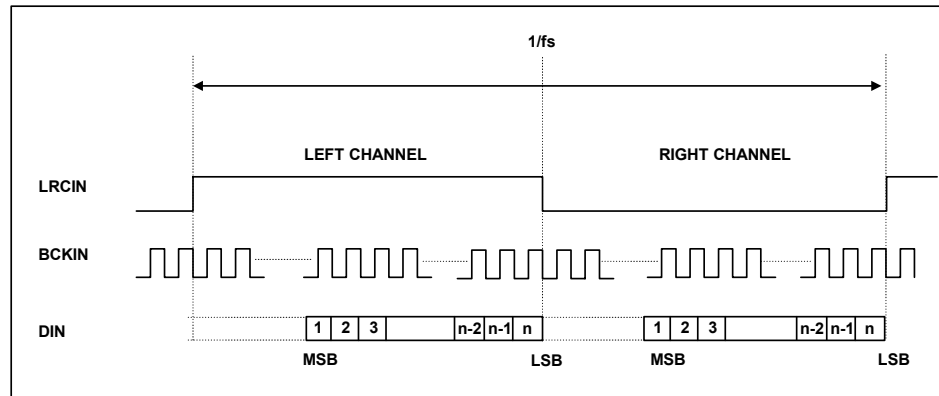 1/fs
LEFT CHANNEL RIGHT CHANNEL
LRCIN
BCKIN
DIN 1 2 3 n-2 n-1 n 1 2 3 n-2 n-1 n
MSB LSB MSB LSB